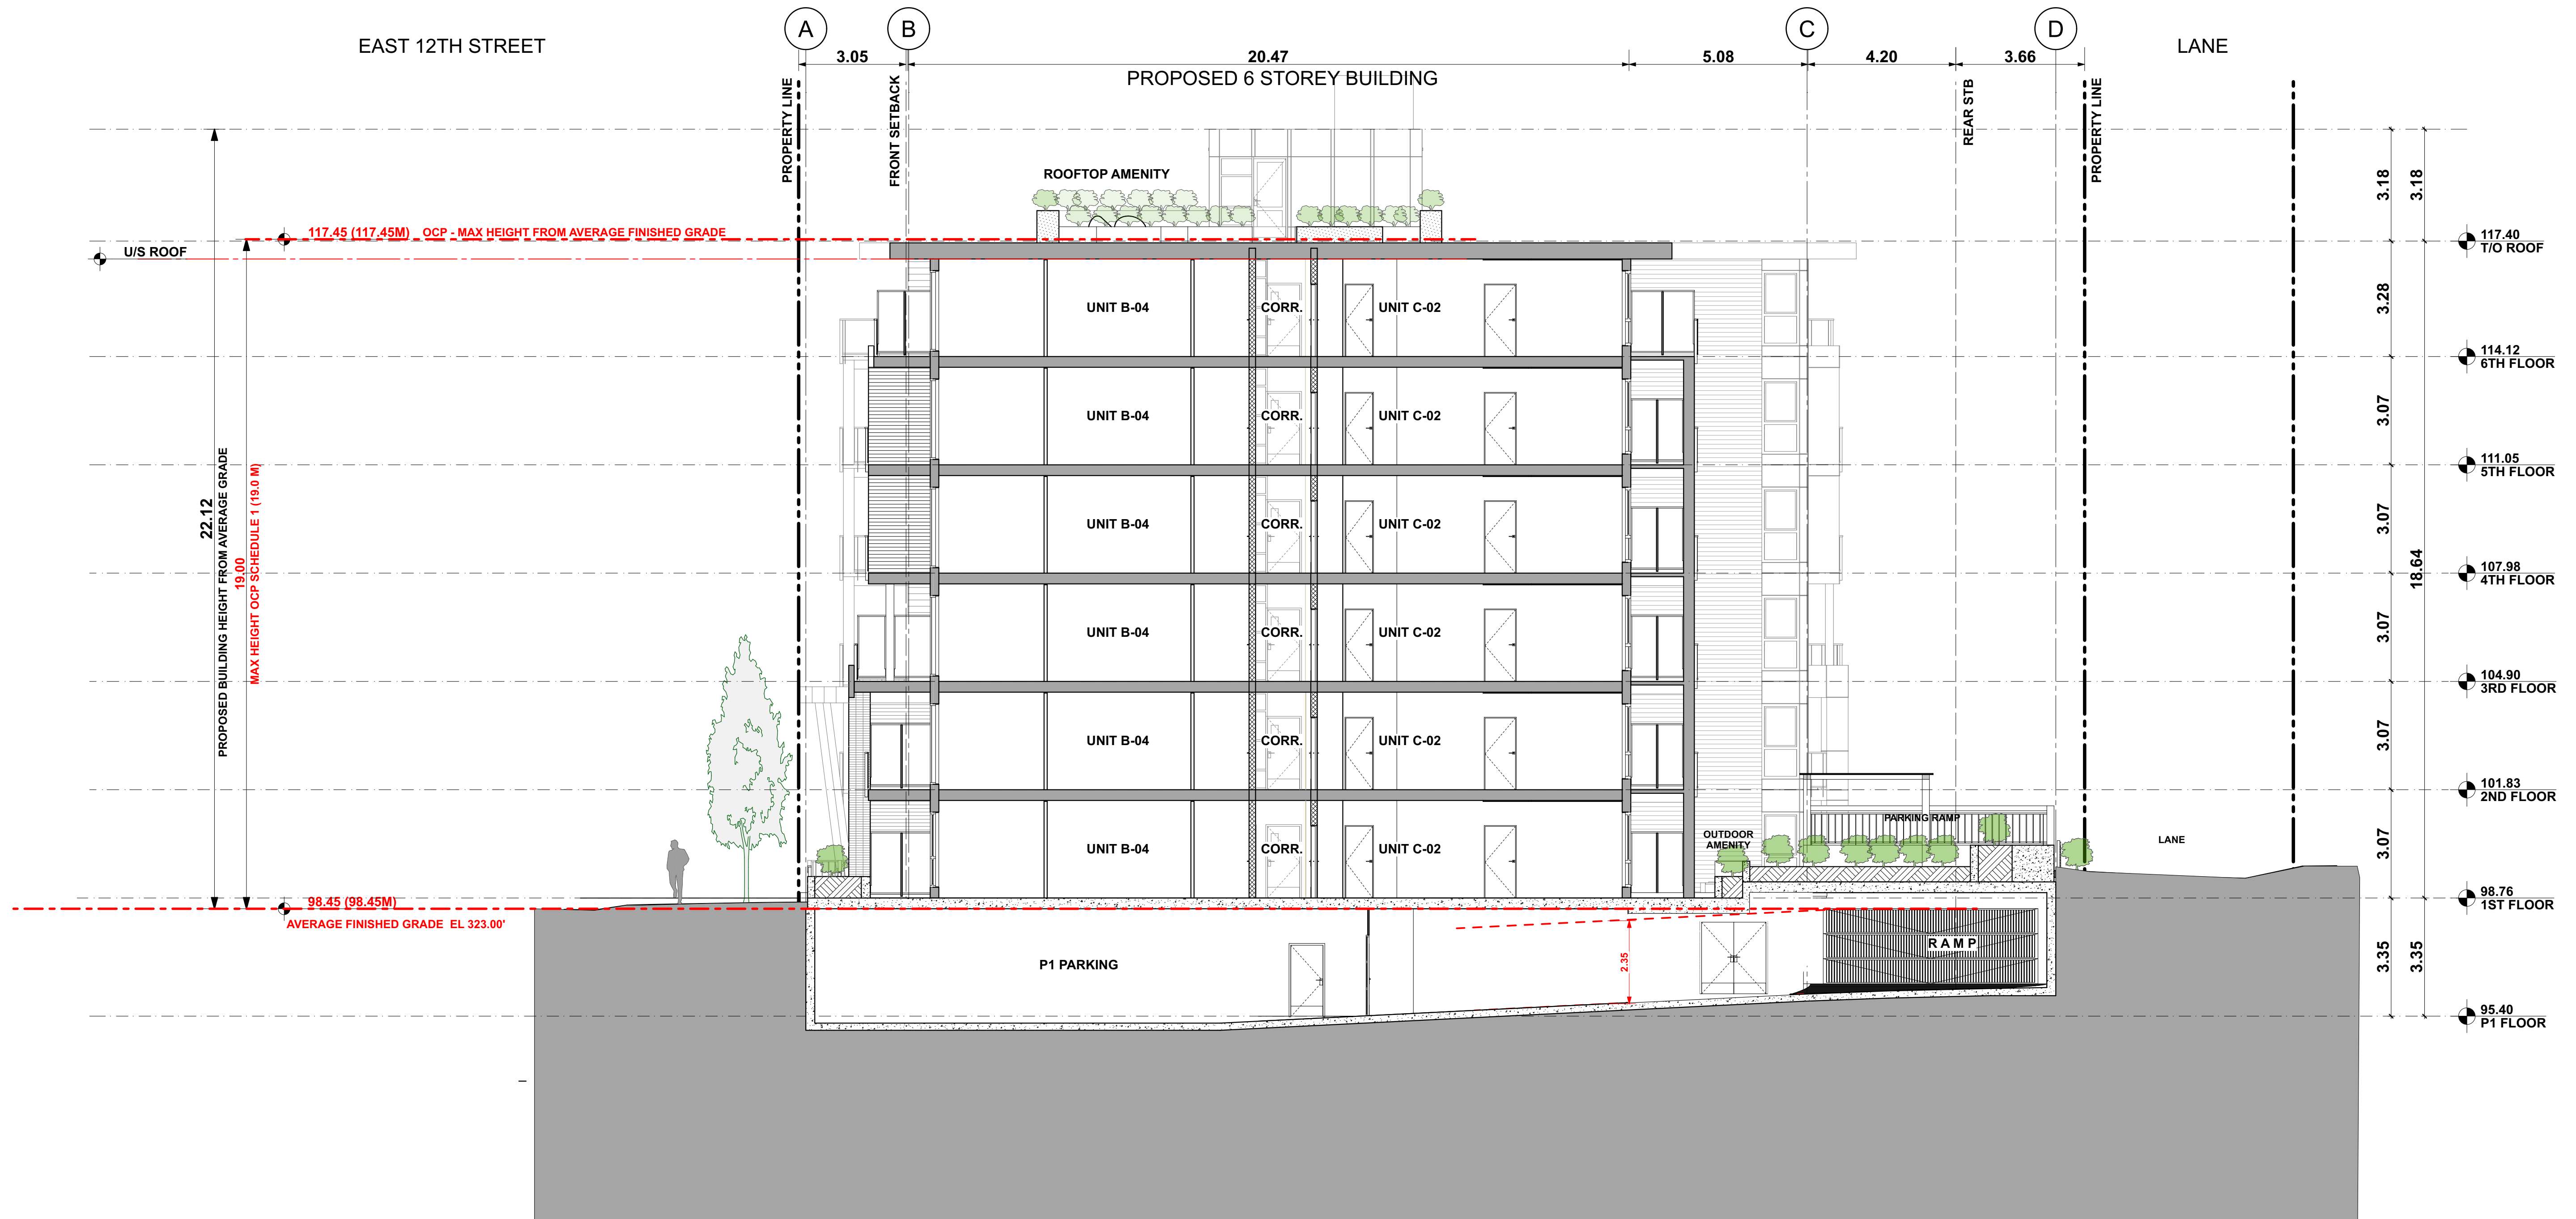 A
B
C
D
EAST 12TH STREET
LANE
3.05
20.47
5.08
4.20
3.66
PROPOSED 6 STOREY BUILDING
PROPERTY LINE
FRONT SETBACK
REAR STB
PROPERTY LINE
ROOFTOP AMENITY
3.18
3.18
117.45 (117.45M) OCP - MAX HEIGHT FROM AVERAGE FINISHED GRADE
U/S ROOF
117.40
T/O ROOF
UNIT B-04
CORR.
UNIT C-02
3.28
114.12
6TH FLOOR
UNIT B-04
CORR.
UNIT C-02
3.07
111.05
5TH FLOOR
22.12
PROPOSED BUILDING HEIGHT FROM AVERAGE GRADE
19.00
MAX HEIGHT OCP SCHEDULE 1 (19.0 M)
UNIT B-04
CORR.
UNIT C-02
3.07
18.64
107.98
4TH FLOOR
UNIT B-04
CORR.
UNIT C-02
3.07
104.90
3RD FLOOR
UNIT B-04
CORR.
UNIT C-02
3.07
101.83
2ND FLOOR
PARKING RAMP
OUTDOOR
AMENITY
LANE
UNIT B-04
CORR.
UNIT C-02
3.07
98.76
1ST FLOOR
98.45 (98.45M)
AVERAGE FINISHED GRADE EL 323.00'
P1 PARKING
2.35
RAMP
3.35
3.35
95.40
P1 FLOOR